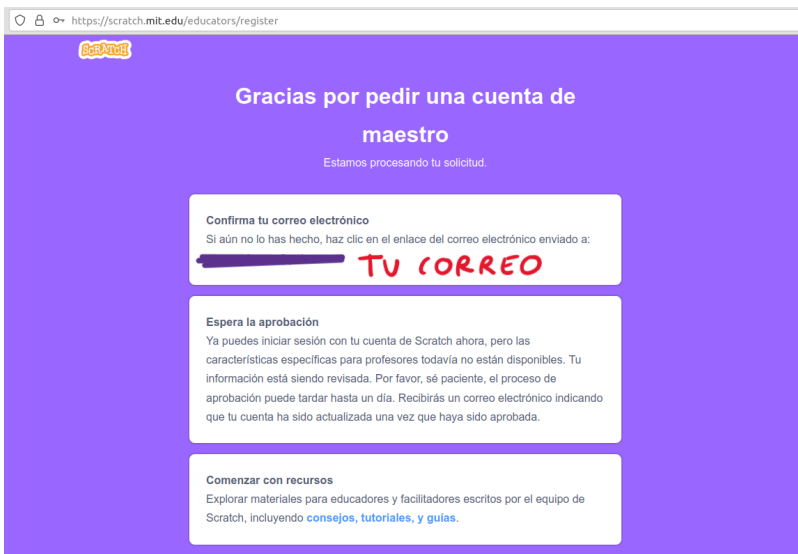 https://scratch.mit.edu/educators/register
SCRATCH
Gracias por pedir una cuenta de
maestro
Estamos procesando tu solicitud.
Confirma tu correo electrónico
Si aún no lo has hecho, haz clic en el enlace del correo electrónico enviado a:
TU CORREO
Espera la aprobación
Ya puedes iniciar sesión con tu cuenta de Scratch ahora, pero las
características específicas para profesores todavía no están disponibles. Tu
información está siendo revisada. Por favor, sé paciente, el proceso de
aprobación puede tardar hasta un día. Recibirás un correo electrónico indicando
que tu cuenta ha sido actualizada una vez que haya sido aprobada.
Comenzar con recursos
Explorar materiales para educadores y facilitadores escritos por el equipo de
Scratch, incluyendo consejos, tutoriales, y guias.